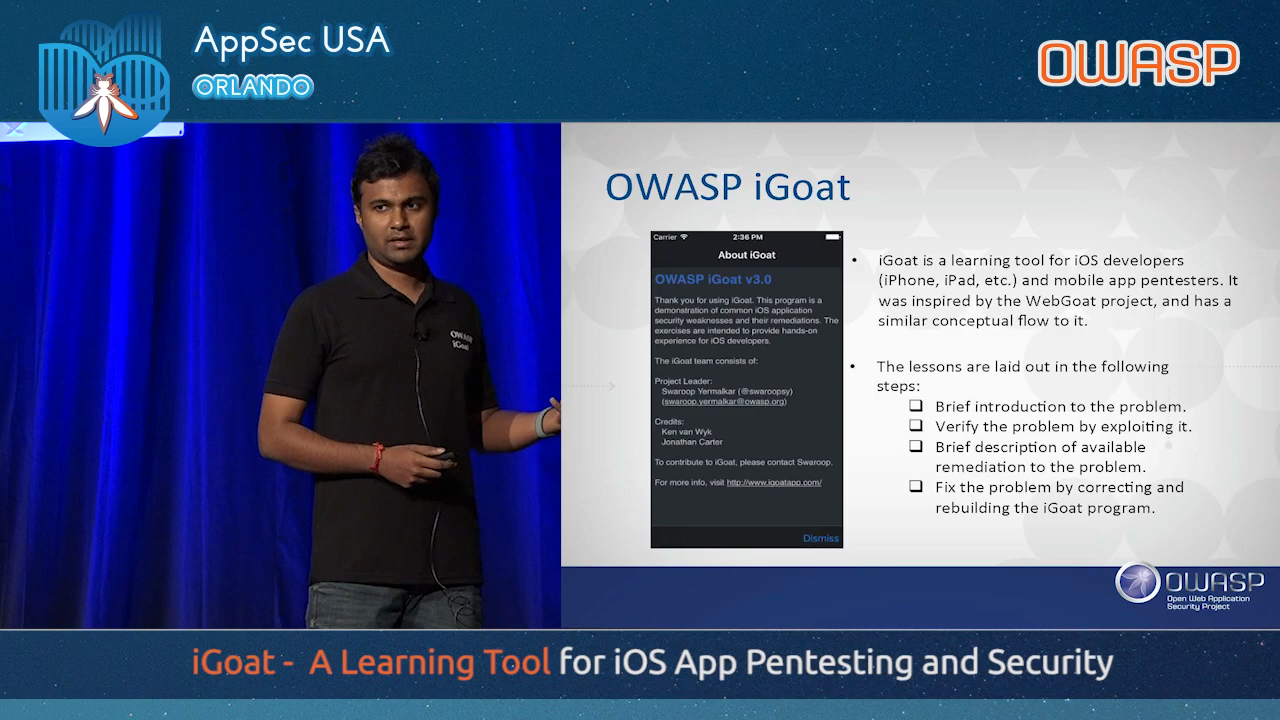 AppSec USA
ORLANDO
OWASP
OWASP
iGoat
OWASP iGoat
Carrier 2:36 PM
About iGoat
OWASP iGoat v3.0
Thank you for using iGoat. This program is a
demonstration of common iOS application
security weaknesses and their remediations. The
exercises are intended to provide hands-on
experience for iOS developers.
The iGoat team consists of:
Project Leader:
Swaroop Yermalkar (@swaroopsy)
(swaroop.yermalkar@owasp.org)
Credits:
Ken van Wyk
Jonathan Carter
To contribute to iGoat, please contact Swaroop.
For more info, visit http://www.igoatapp.com/
Dismiss
• iGoat is a learning tool for iOS developers
(iPhone, iPad, etc.) and mobile app pentesters. It
was inspired by the WebGoat project, and has a
similar conceptual flow to it.
• The lessons are laid out in the following
steps:
❑ Brief introduction to the problem.
❑ Verify the problem by exploiting it.
❑ Brief description of available
remediation to the problem.
❑ Fix the problem by correcting and
rebuilding the iGoat program.
OWASP
Open Web Application
Security Project
iGoat - A Learning Tool for iOS App Pentesting and Security